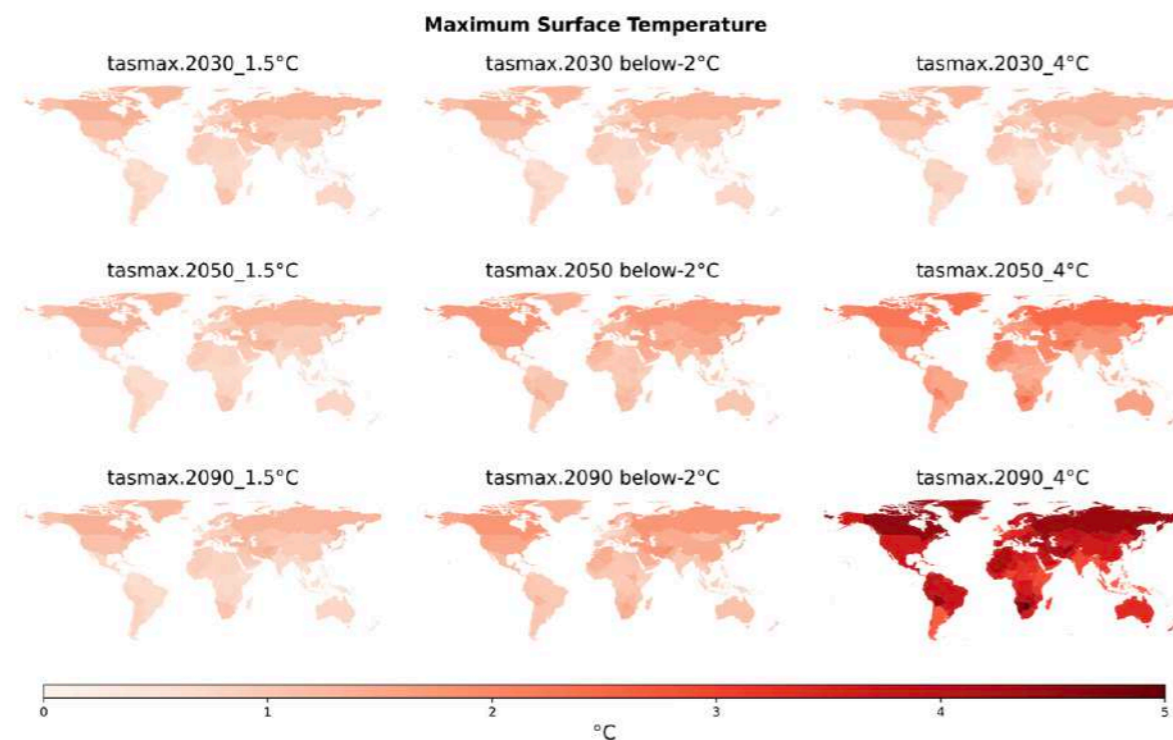 Maximum Surface Temperature
tasmax.2030_1.5°C
tasmax.2030 below-2°C
tasmax.2030_4°C
tasmax.2050_1.5°C
tasmax.2050 below-2°C
tasmax.2050_4°C
tasmax.2090_1.5°C
tasmax.2090 below-2°C
tasmax.2090_4°C
0 1 2 3 4 5
°C